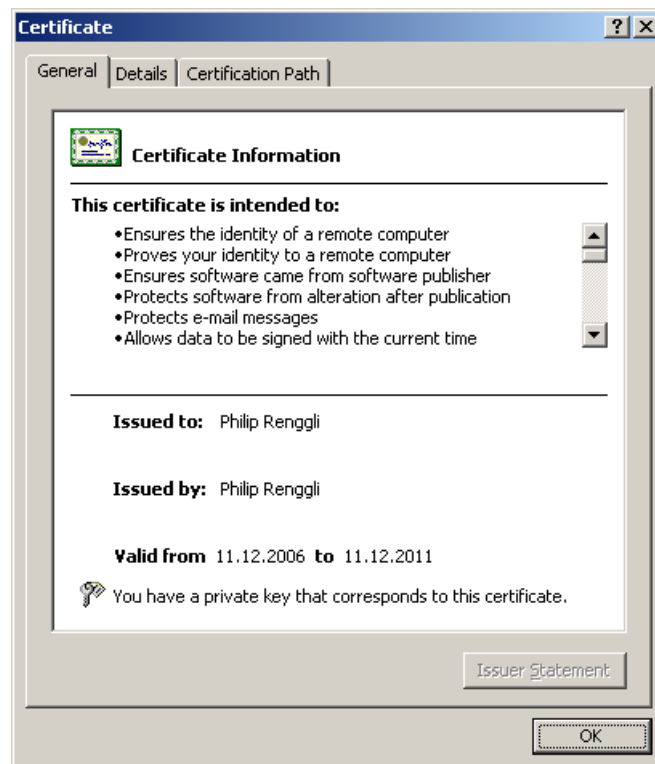 Certificate
General Details Certification Path
Certificate Information
This certificate is intended to:
•Ensures the identity of a remote computer
•Proves your identity to a remote computer
•Ensures software came from software publisher
•Protects software from alteration after publication
•Protects e-mail messages
•Allows data to be signed with the current time
Issued to: Philip Renggli
Issued by: Philip Renggli
Valid from 11.12.2006 to 11.12.2011
You have a private key that corresponds to this certificate.
Issuer Statement
OK